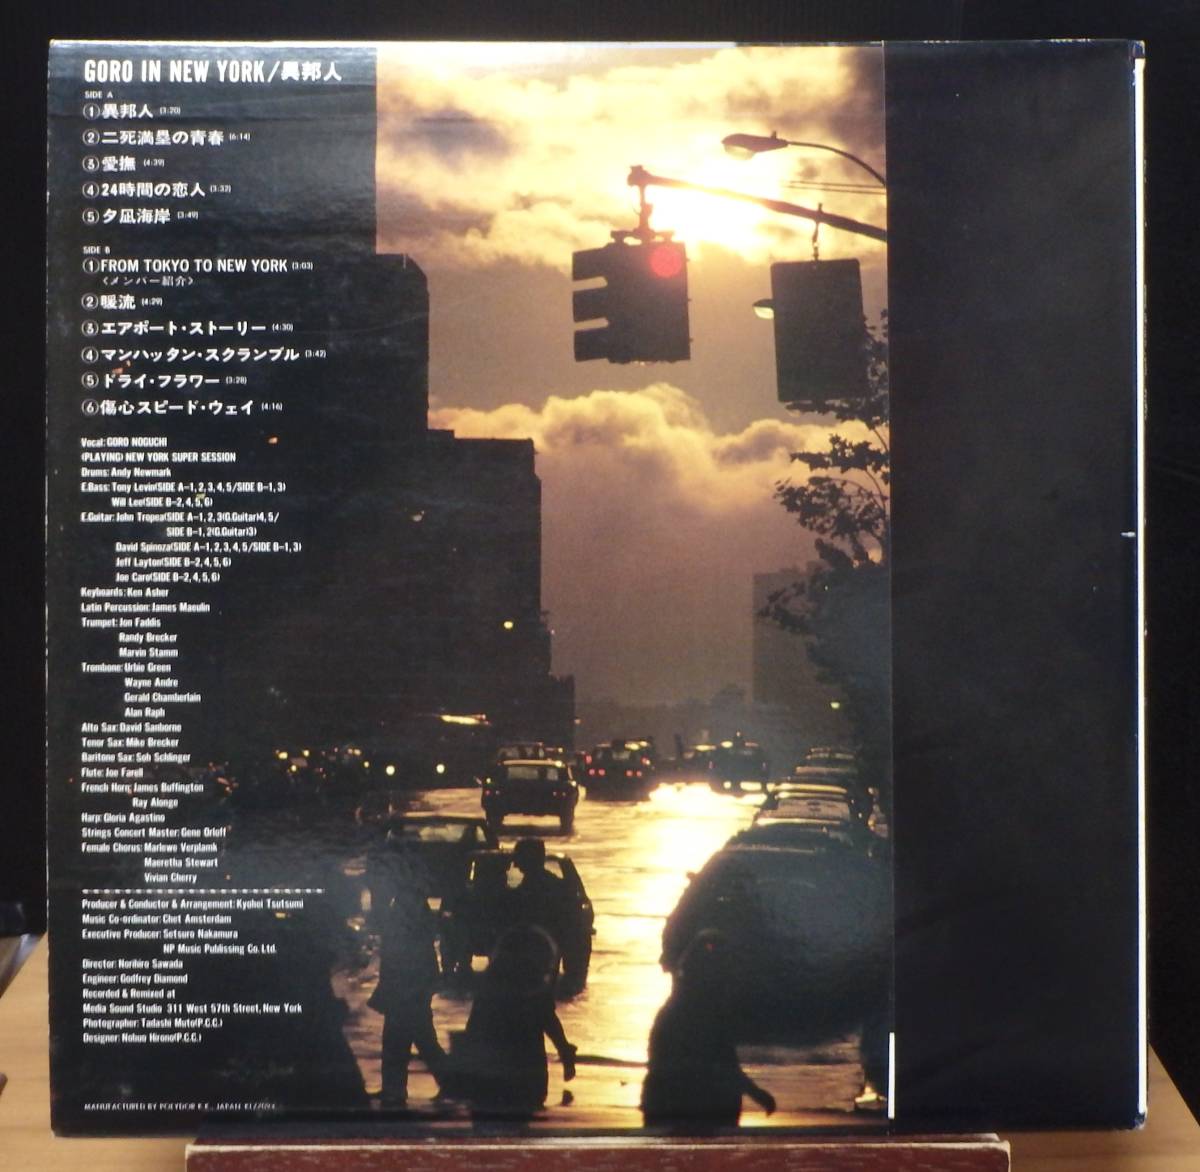 GORO IN NEW YORK/異邦人
SIDE A
①異邦人 (3:20)
②二死満塁の青春 (6:14)
③愛撫 (4:39)
④24時間の恋人 (3:32)
⑤夕凪海岸 (3:49)
SIDE B
①FROM TOKYO TO NEW YORK (3:03)
〈メンバー紹介〉
②暖流 (4:29)
③エアポート・ストーリー (4:30)
④マンハッタン・スクランブル (3:42)
⑤ドライ・フラワー (3:28)
⑥傷心スピード・ウェイ (4:16)
Vocal: GORO NOGUCHI
(PLAYING) NEW YORK SUPER SESSION
Drums: Andy Newmark
E.Bass: Tony Levin(SIDE A-1,2,3,4,5/SIDE B-1,3)
Will Lee(SIDE B-2,4,5,6)
E.Guitar: John Tropea(SIDE A-1,2,3(G.Guitar)4,5/
SIDE B-1,2(G.Guitar)3)
David Spinoza(SIDE A-1,2,3,4,5/SIDE B-1,3)
Jeff Layton(SIDE B-2,4,5,6)
Joe Caro(SIDE B-2,4,5,6)
Keyboards: Ken Asher
Latin Percussion: James Maeulin
Trumpet: Jon Faddis
Randy Brecker
Marvin Stamm
Trombone: Urbie Green
Wayne Andre
Gerald Chamberlain
Alan Raph
Alto Sax: David Sanborne
Tenor Sax: Mike Brecker
Baritone Sax: Sob Schlinger
Flute: Joe Farell
French Horn: James Buffington
Ray Alonge
Harp: Gloria Agastino
Strings Concert Master: Gene Orloff
Female Chorus: Marlewe Verplamk
Maeretha Stewart
Vivian Cherry
Producer & Conductor & Arrangement: Kyohei Tsutsumi
Music Co-ordinator: Chet Amsterdam
Executive Producer: Setsuro Nakamura
NP Music Publissing Co. Ltd.
Director: Norihiro Sawada
Engineer: Godfrey Diamond
Recorded & Remixed at
Media Sound Studio 311 West 57th Street, New York
Photographer: Tadashi Muto(P.C.C.)
Designer: Nobuo Hirono(P.C.C.)
MANUFACTURED BY POLYDOR K.K., JAPAN